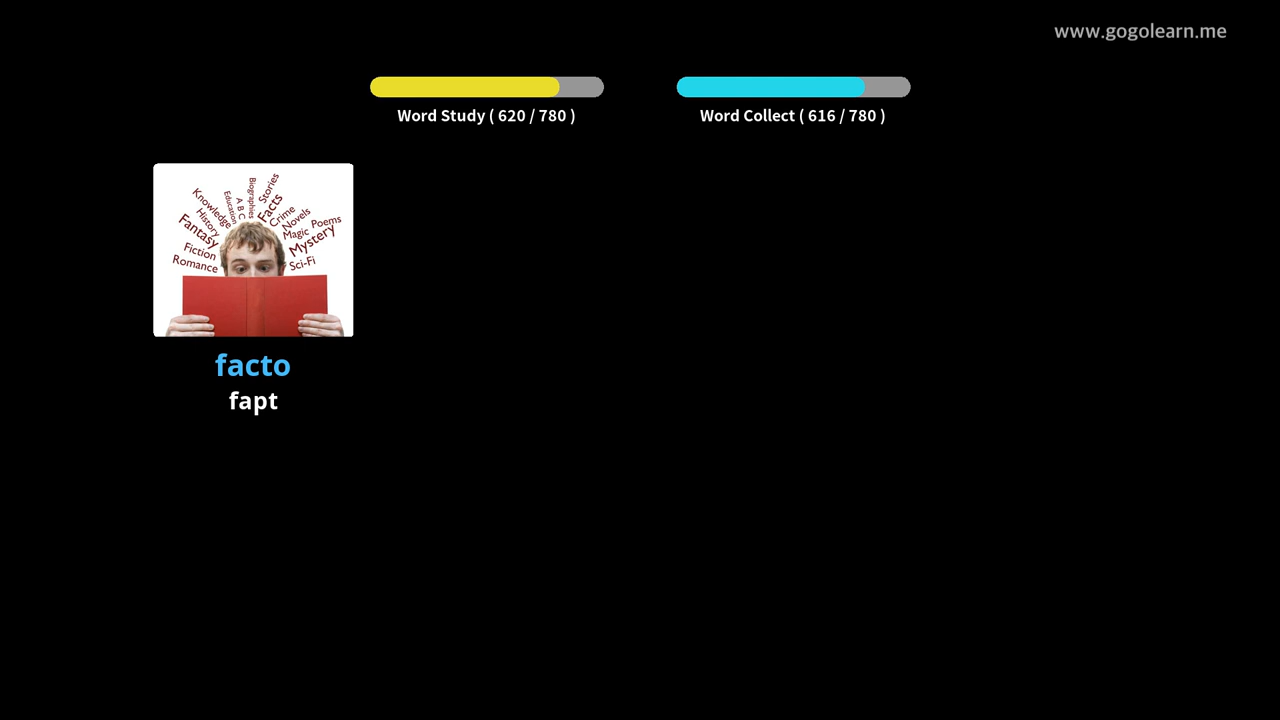 www.gogolearn.me
Word Study ( 620 / 780 )
Word Collect ( 616 / 780 )
Knowledge
Education
A B C
Biographies
Stories
Facts
History
Crime
Novels
Fantasy
Magic
Poems
Fiction
Mystery
Romance
Sci-Fi
facto
fapt